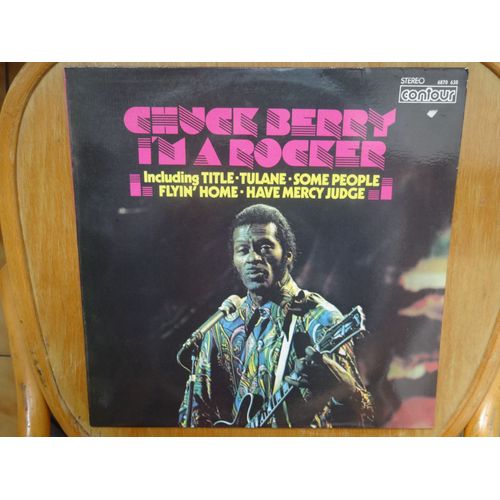 STEREO 6870 638
contour
CHUCK BERRY
I'M A ROCKER
Including TITLE · TULANE · SOME PEOPLE
FLYIN' HOME · HAVE MERCY JUDGE